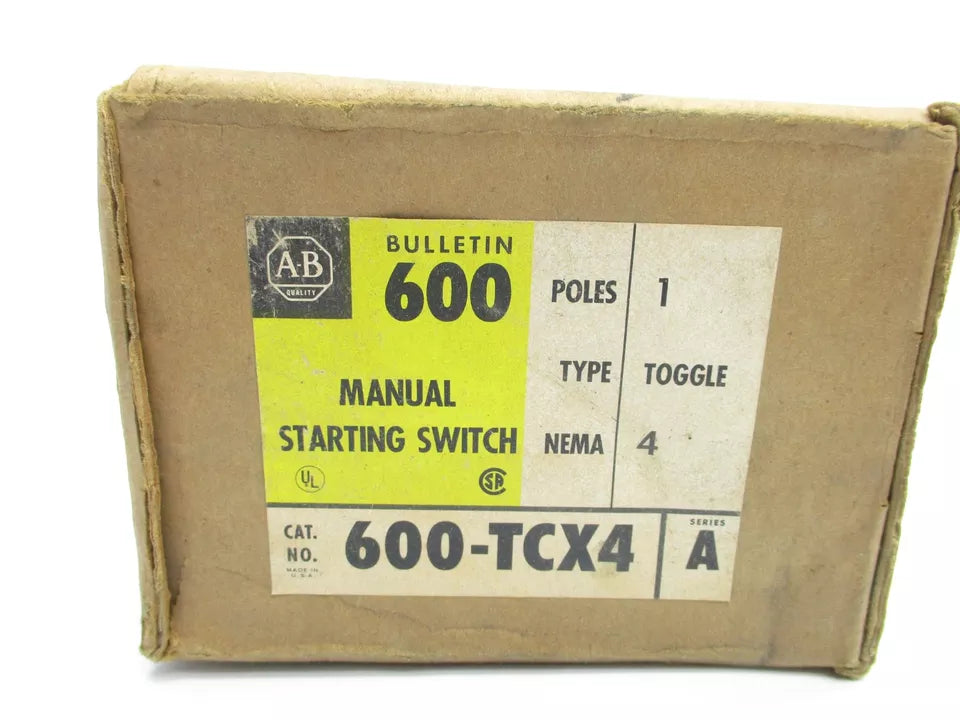 A-B
QUALITY
BULLETIN
600
MANUAL
STARTING SWITCH
UL
SA
POLES 1
TYPE TOGGLE
NEMA 4
CAT.
NO.
MADE IN
U.S.A.
600-TCX4
SERIES
A